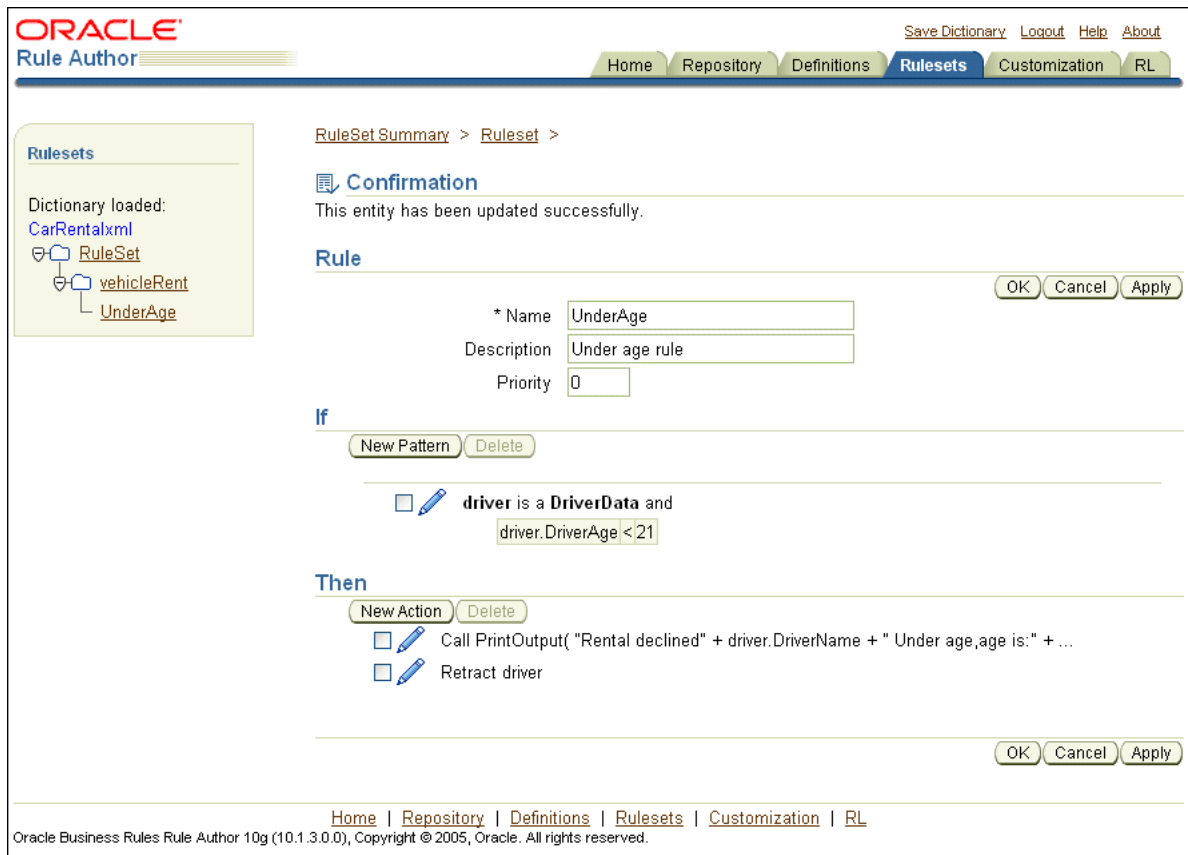 ORACLE
Rule Author
Save Dictionary Logout Help About
Home Repository Definitions Rulesets Customization RL
Rulesets
Dictionary loaded:
CarRentalxml
RuleSet
vehicleRent
UnderAge
RuleSet Summary > Ruleset >
Confirmation
This entity has been updated successfully.
Rule
OK Cancel Apply
* Name UnderAge
Description Under age rule
Priority 0
If
New Pattern Delete
driver is a DriverData and
driver.DriverAge < 21
Then
New Action Delete
Call PrintOutput( "Rental declined" + driver.DriverName + " Under age,age is:" + ...
Retract driver
OK Cancel Apply
Home | Repository | Definitions | Rulesets | Customization | RL
Oracle Business Rules Rule Author 10g (10.1.3.0.0), Copyright © 2005, Oracle. All rights reserved.